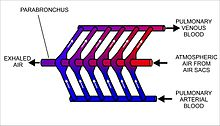 PARABRONCHUS
PULMONARY
VENOUS
BLOOD
EXHALED
AIR
ATMOSPHERIC
AIR FROM
AIR SACS
PULMONARY
ARTERIAL
BLOOD